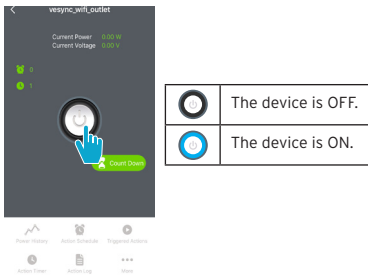 vesync_wifi_outlet
Current Power 0.00 W
Current Voltage 0.00 V
0
1
Count Down
The device is OFF.
The device is ON.
Power History Action Schedule Triggered Actions
Action Timer Action Log More